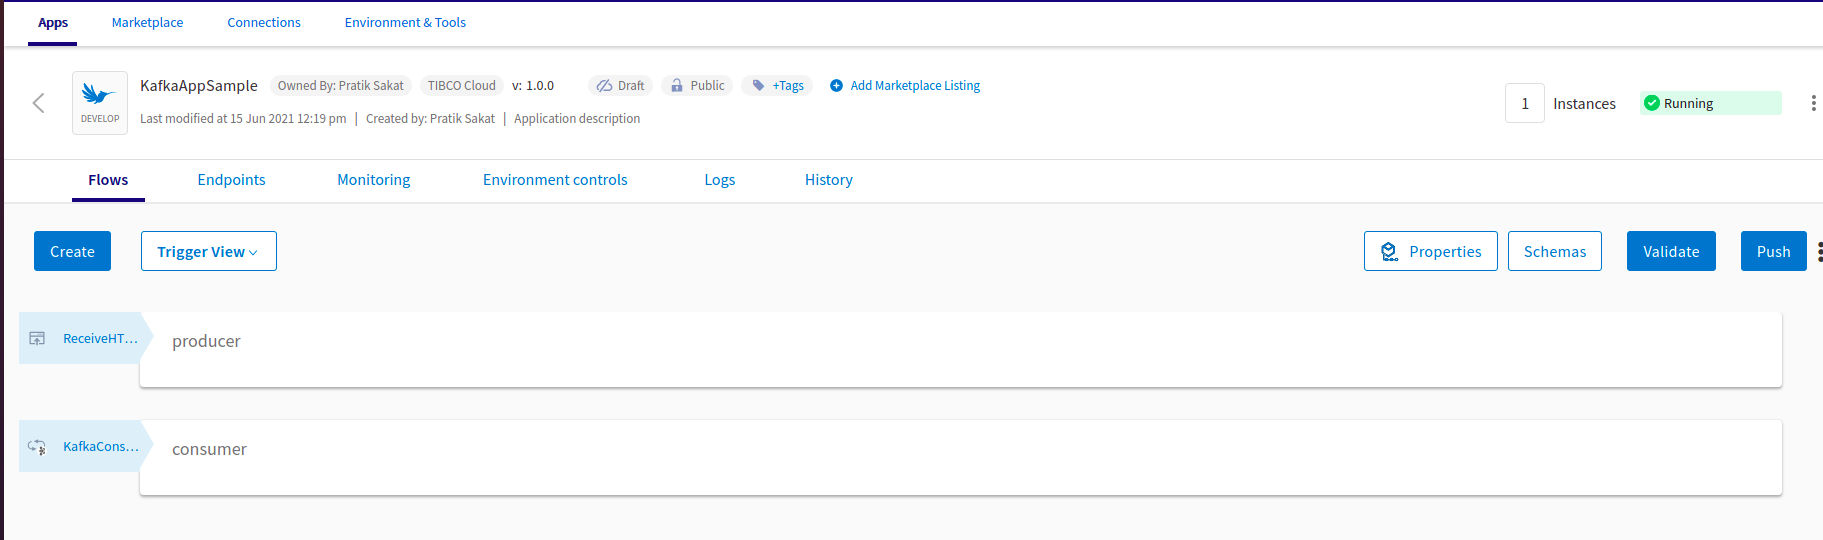 Apps Marketplace Connections Environment & Tools
KafkaAppSample Owned By: Pratik Sakat TIBCO Cloud v: 1.0.0 Draft Public +Tags Add Marketplace Listing
DEVELOP
Last modified at 15 Jun 2021 12:19 pm | Created by: Pratik Sakat | Application description
1 Instances Running
Flows Endpoints Monitoring Environment controls Logs History
Create Trigger View Properties Schemas Validate Push
ReceiveHT... producer
KafkaCons... consumer